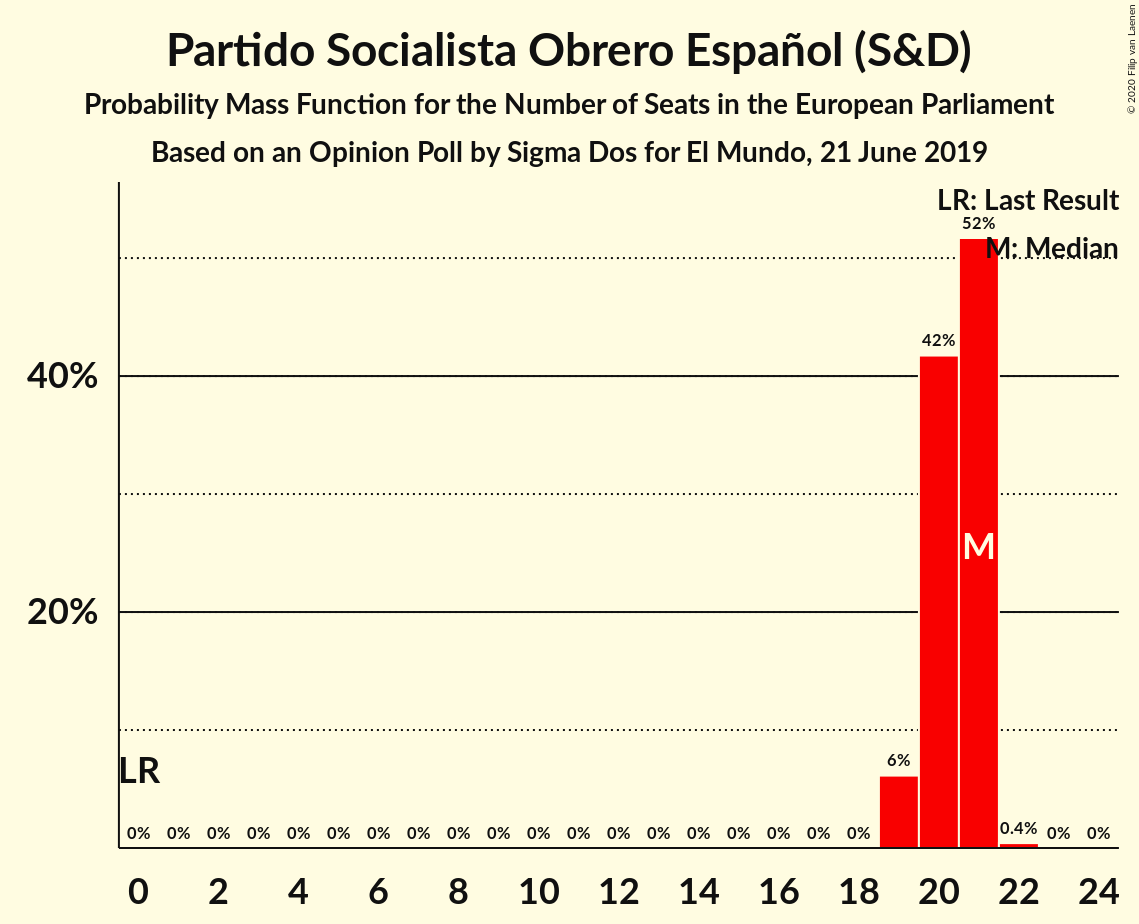 Partido Socialista Obrero Español (S&D)
Probability Mass Function for the Number of Seats in the European Parliament
Based on an Opinion Poll by Sigma Dos for El Mundo, 21 June 2019
© 2020 Filip van Laenen
LR: Last Result
52%
M: Median
42%
40%
M
20%
LR
6%
0% 0% 0% 0% 0% 0% 0% 0% 0% 0% 0% 0% 0% 0% 0% 0% 0% 0% 0% 0.4% 0% 0%
0 2 4 6 8 10 12 14 16 18 20 22 24